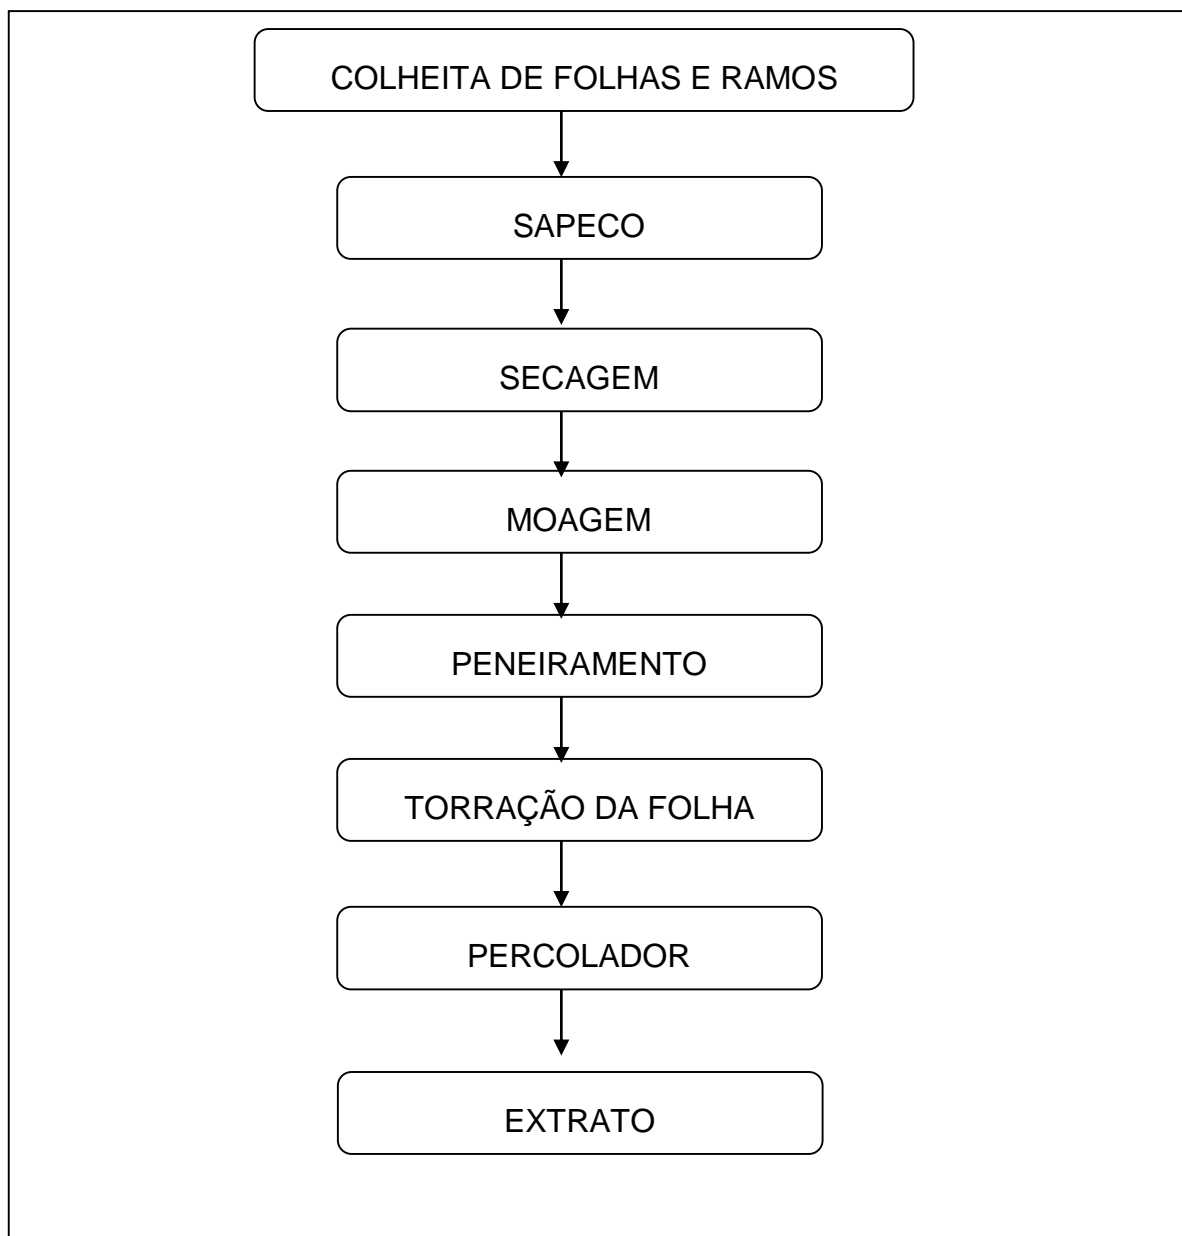 COLHEITA DE FOLHAS E RAMOS
SAPECO
SECAGEM
MOAGEM
PENEIRAMENTO
TORRAÇÃO DA FOLHA
PERCOLADOR
EXTRATO